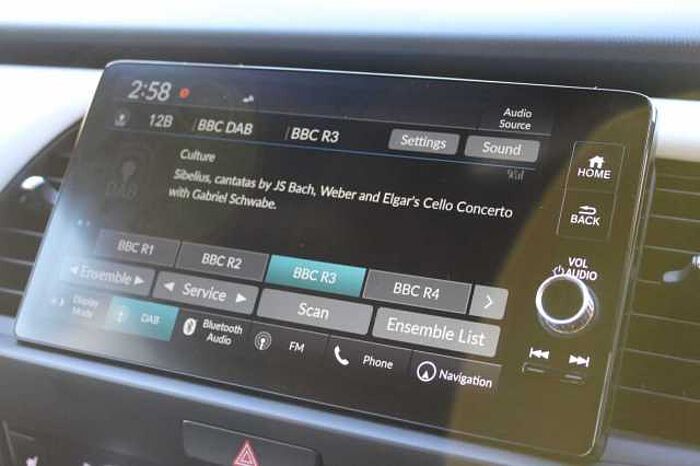 2:58
Audio
Source
12B BBC DAB BBC R3 Settings Sound
HOME
Culture
DAB
Sibelius, cantatas by JS Bach, Weber and Elgar's Cello Concerto
with Gabriel Schwabe.
BACK
BBC R1 BBC R2 BBC R3 BBC R4
VOL
AUDIO
Ensemble Service Scan Ensemble List
Display
Mode
DAB
Bluetooth
Audio
FM
Phone
Navigation